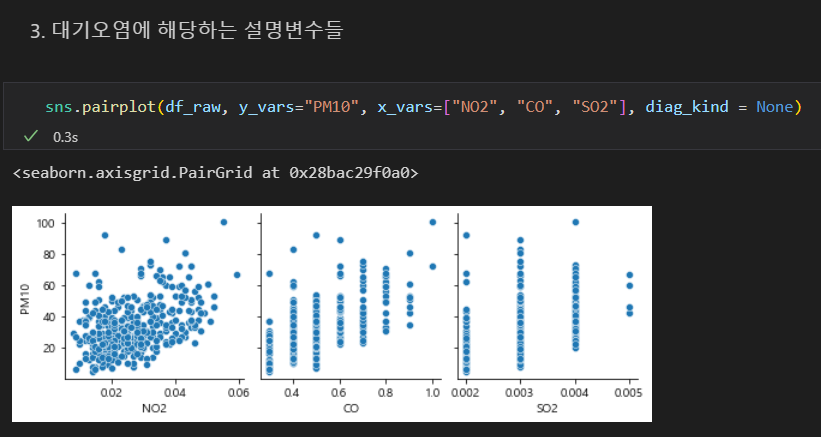 3. 대기오염에 해당하는 설명변수들
sns.pairplot(df_raw, y_vars="PM10", x_vars=["NO2", "CO", "SO2"], diag_kind = None)
0.3s
<seaborn.axisgrid.PairGrid at 0x28bac29f0a0>
100
80
60
40
20
PM10
0.02 0.04 0.06
NO2
0.4 0.6 0.8 1.0
CO
0.002 0.003 0.004 0.005
SO2